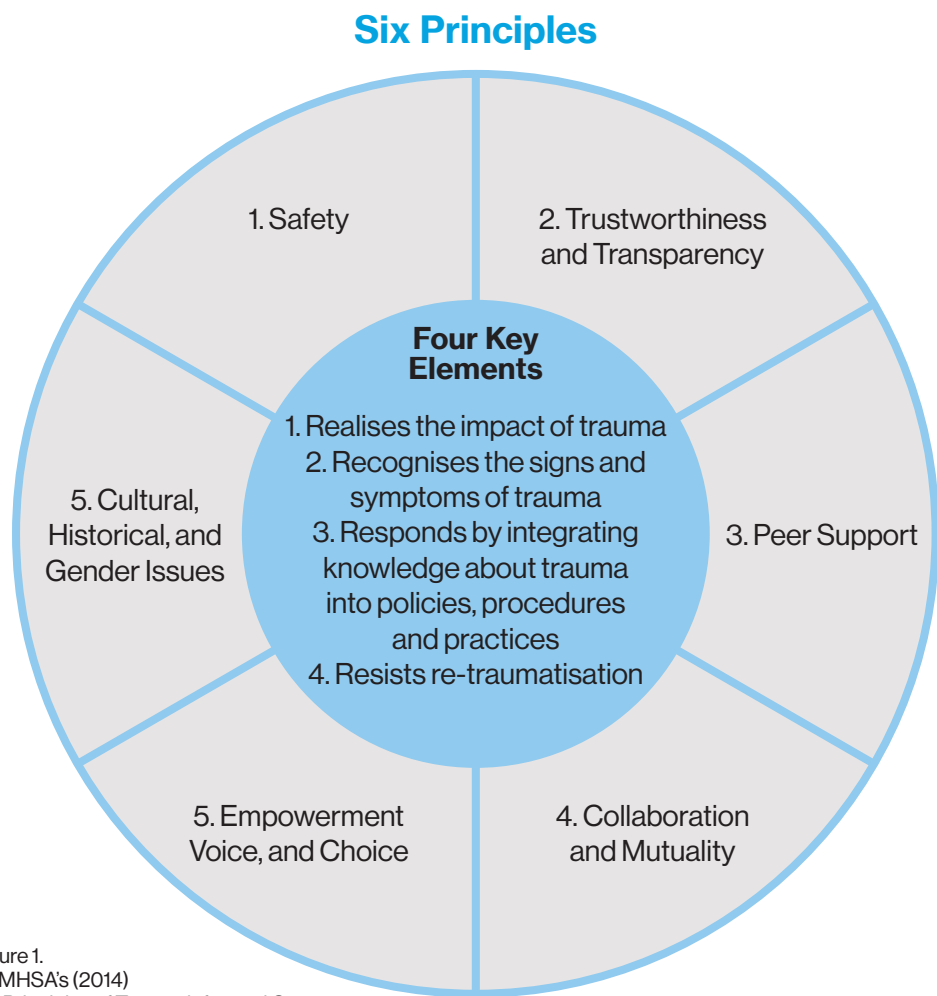 Six Principles
1. Safety
2. Trustworthiness
and Transparency
3. Peer Support
4. Collaboration
and Mutuality
5. Empowerment
Voice, and Choice
5. Cultural,
Historical, and
Gender Issues
Four Key
Elements
1. Realises the impact of trauma
2. Recognises the signs and
symptoms of trauma
3. Responds by integrating
knowledge about trauma
into policies, procedures
and practices
4. Resists re-traumatisation
ure 1.
MHSA's (2014)